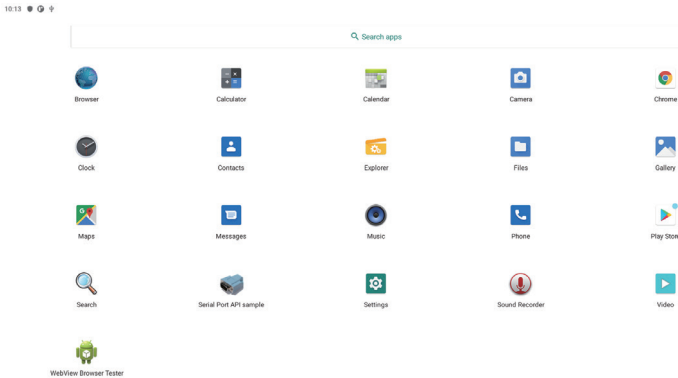 10:13
Search apps
Browser Calculator Calendar Camera Chrome
Clock Contacts Explorer Files Gallery
Maps Messages Music Phone Play Stor
Search Serial Port API sample Settings Sound Recorder Video
WebView Browser Tester